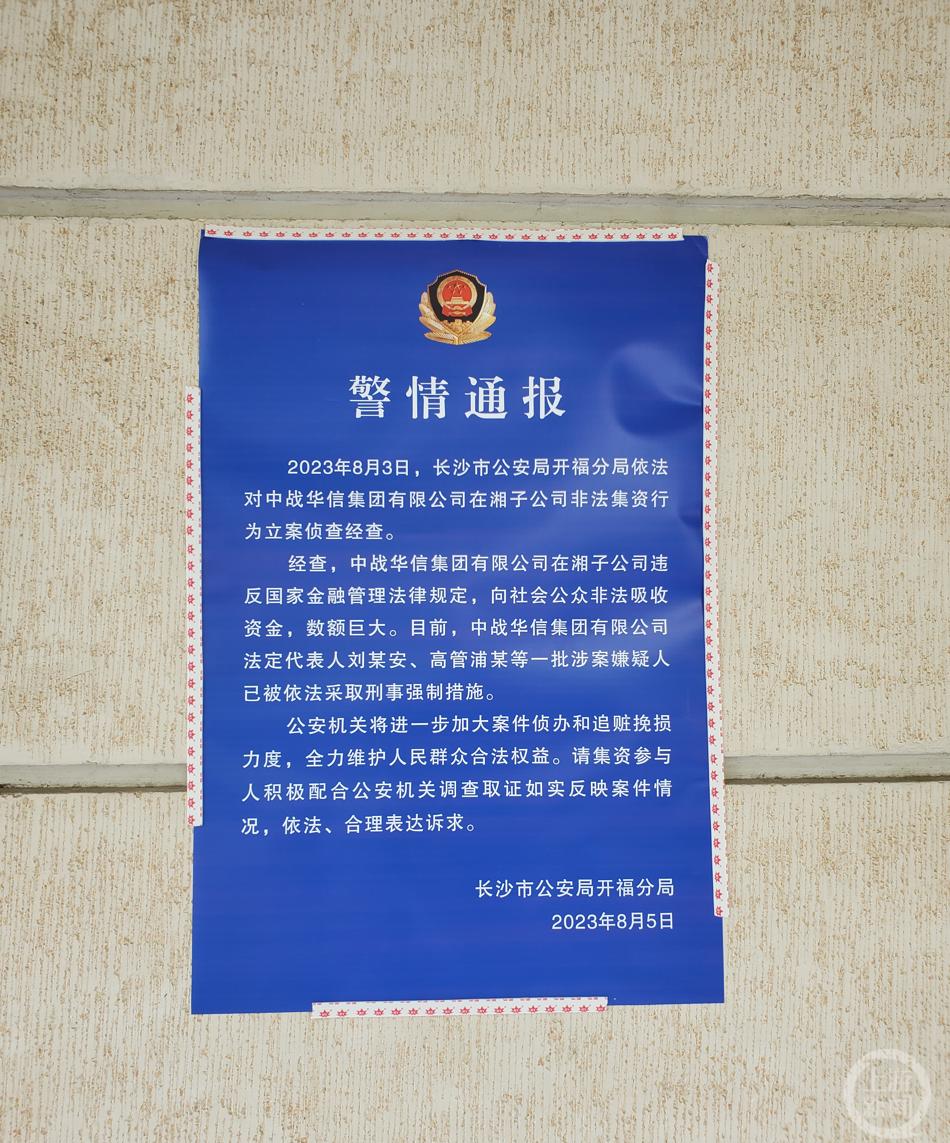 警情通报
2023年8月3日，长沙市公安局开福分局依法
对中战华信集团有限公司在湘子公司非法集资行
为立案侦查经查。
经查，中战华信集团有限公司在湘子公司违
反国家金融管理法律规定，向社会公众非法吸收
资金，数额巨大。目前，中战华信集团有限公司
法定代表人刘某安、高管浦某等一批涉案嫌疑人
已被依法采取刑事强制措施。
公安机关将进一步加大案件侦办和追赃挽损
力度，全力维护人民群众合法权益。请集资参与
人积极配合公安机关调查取证如实反映案件情
况，依法、合理表达诉求。
长沙市公安局开福分局
2023年8月5日